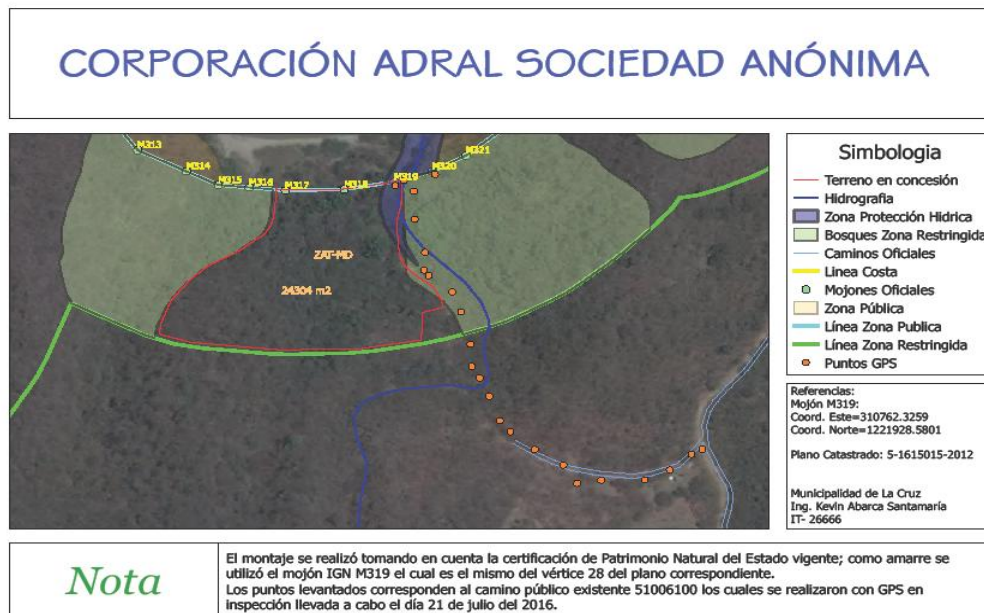 CORPORACIÓN ADRAL SOCIEDAD ANÓNIMA
M313
M314
M315
M316
M317
M318
M319
M320
M321
ZAT-MD
24304 m2
Simbologia
Terreno en concesión
Hidrografia
Zona Protección Hidrica
Bosques Zona Restringida
Caminos Oficiales
Linea Costa
Mojones Oficiales
Zona Pública
Línea Zona Publica
Línea Zona Restringida
Puntos GPS
Referencias:
Mojón M319:
Coord. Este=310762.3259
Coord. Norte=1221928.5801
Plano Catastrado: 5-1615015-2012
Municipalidad de La Cruz
Ing. Kevin Abarca Santamaría
IT- 26666
Nota
El montaje se realizó tomando en cuenta la certificación de Patrimonio Natural del Estado vigente; como amarre se
utilizó el mojón IGN M319 el cual es el mismo del vértice 28 del plano correspondiente.
Los puntos levantados corresponden al camino público existente 51006100 los cuales se realizaron con GPS en
inspección llevada a cabo el día 21 de julio del 2016.